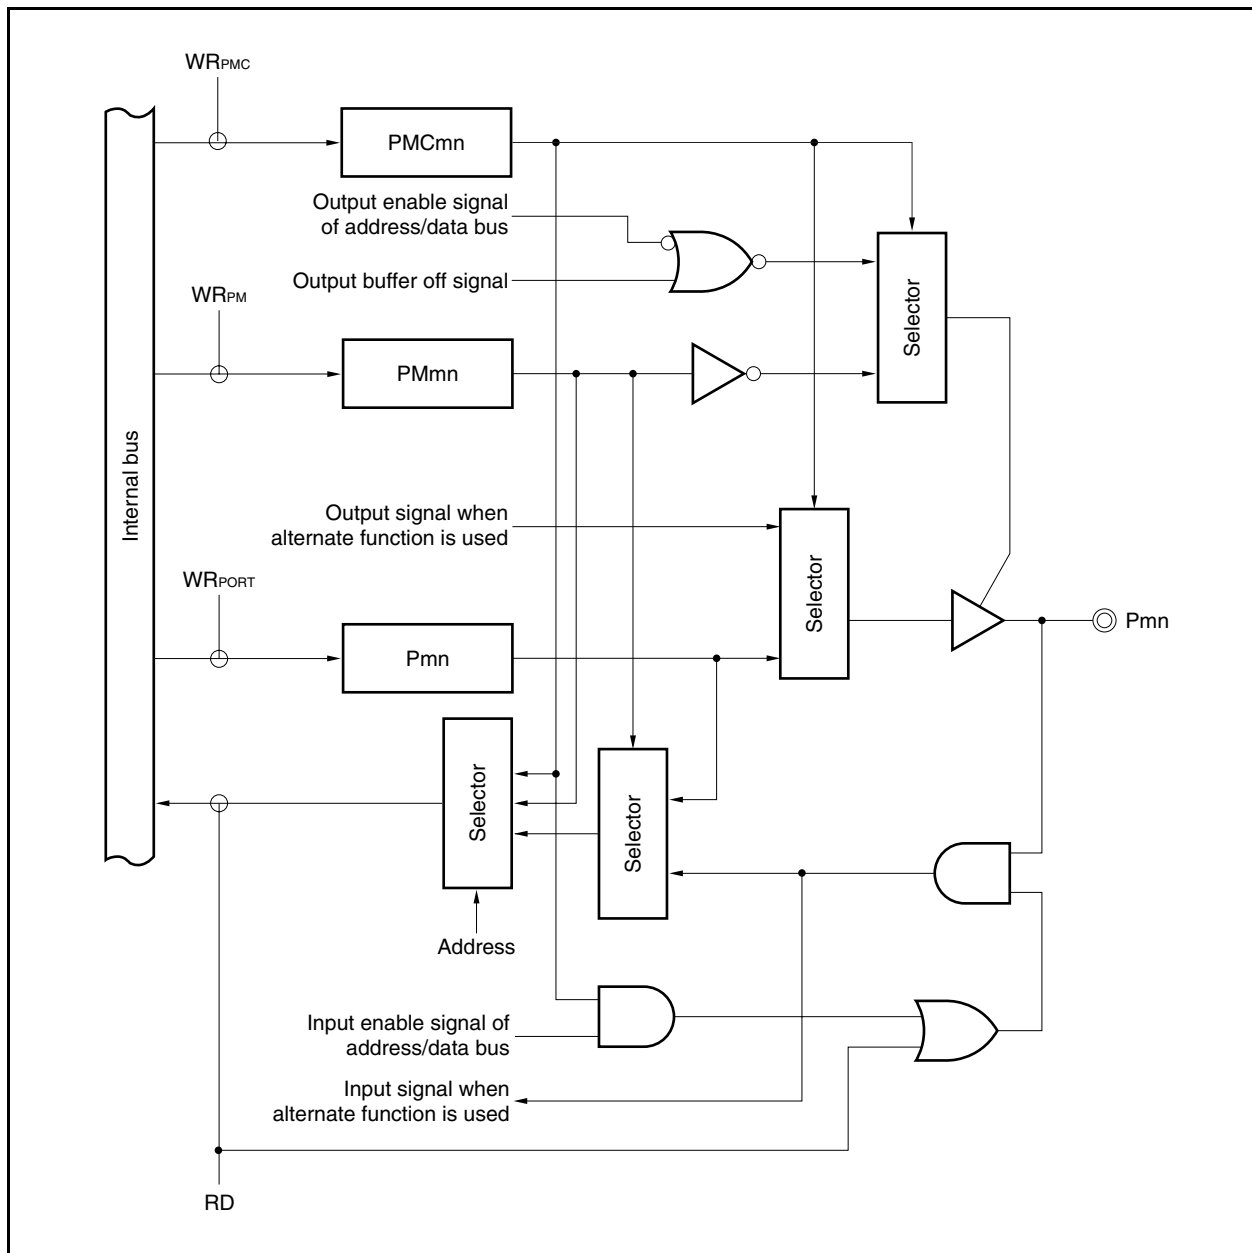 WRPMC
PMCmn
Output enable signal
of address/data bus
Output buffer off signal
Selector
WRPM
PMmn
Internal bus
Output signal when
alternate function is used
Selector
WRPORT
Pmn
Pmn
Selector
Selector
Address
Input enable signal of
address/data bus
Input signal when
alternate function is used
RD